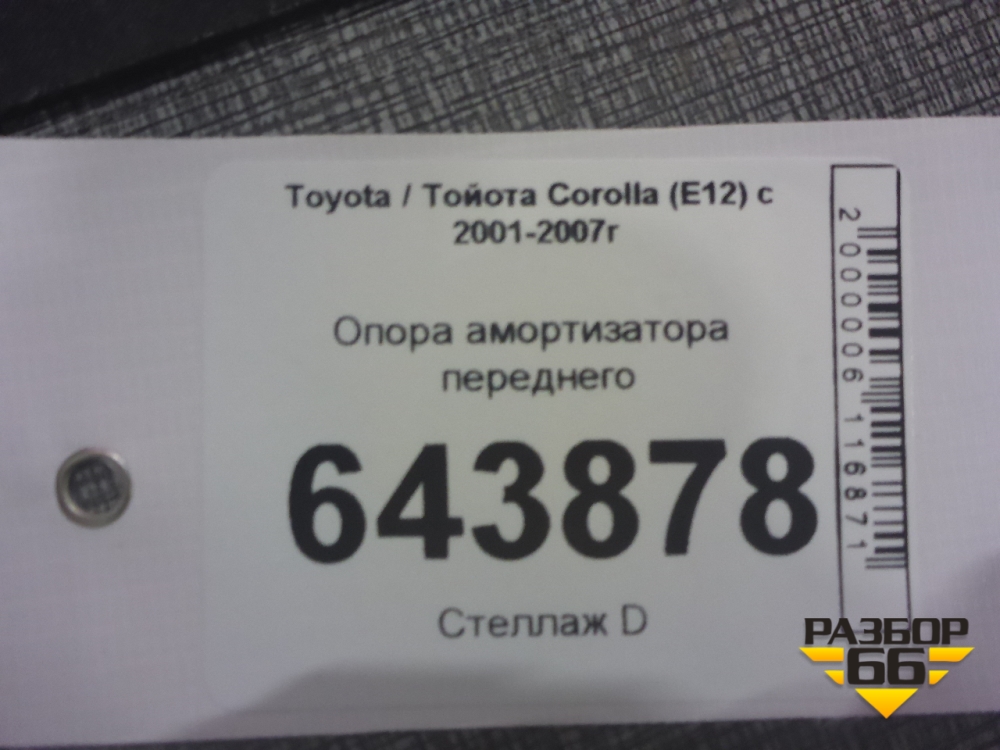 Toyota / Тойота Corolla (E12) с
2001-2007г
Опора амортизатора
переднего
643878
Стеллаж D
2000006116871
РАЗБОР
66